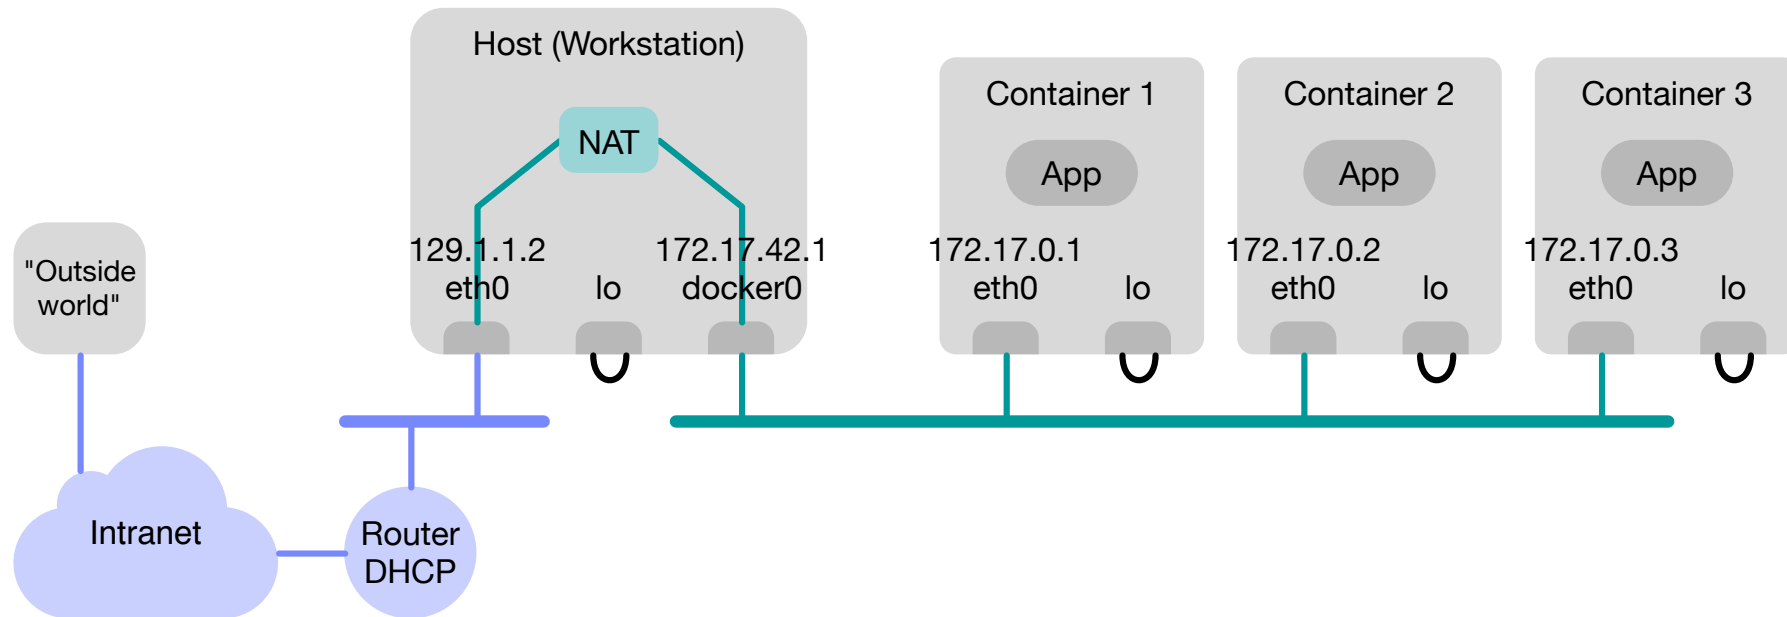 Host (Workstation)
NAT
129.1.1.2
eth0
lo
172.17.42.1
docker0
Container 1
App
172.17.0.1
eth0
lo
Container 2
App
172.17.0.2
eth0
lo
Container 3
App
172.17.0.3
eth0
lo
"Outside
world"
Intranet
Router
DHCP